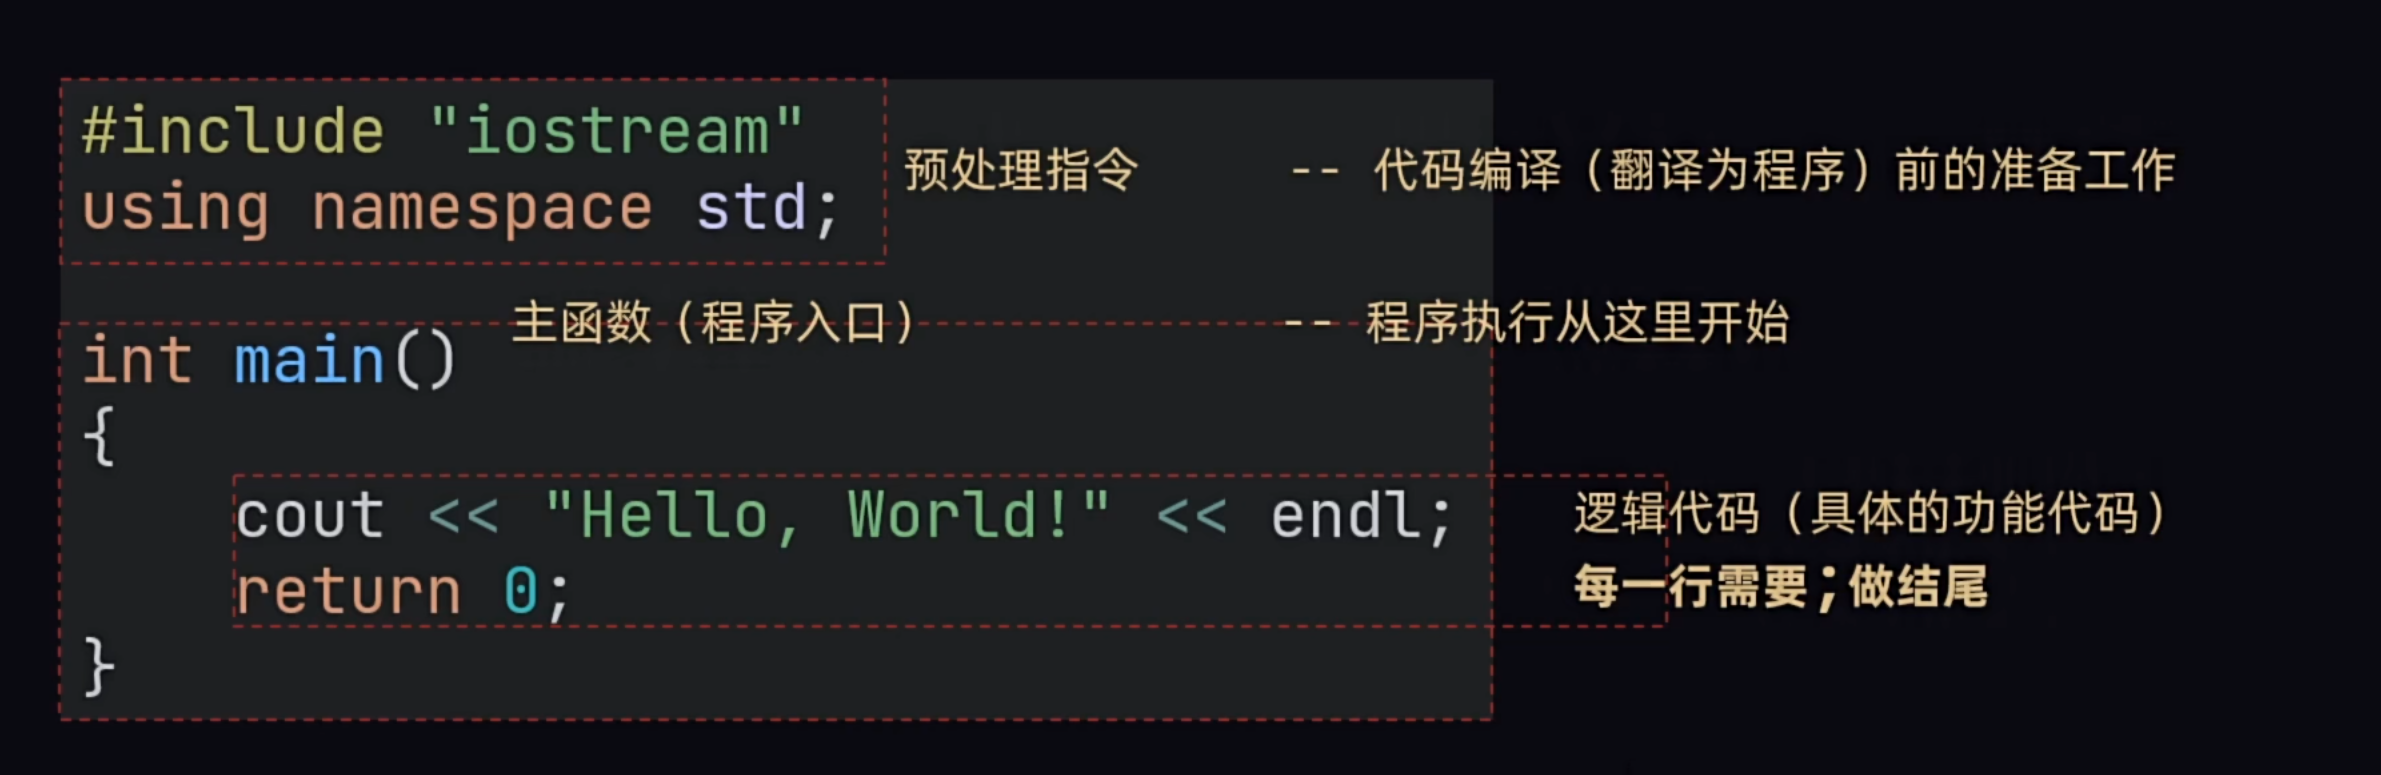 #include "iostream"
using namespace std;
预处理指令 -- 代码编译（翻译为程序）前的准备工作
主函数（程序入口） -- 程序执行从这里开始
int main()
{
cout << "Hello, World!" << endl; 逻辑代码（具体的功能代码）
return 0; 每一行需要;做结尾
}